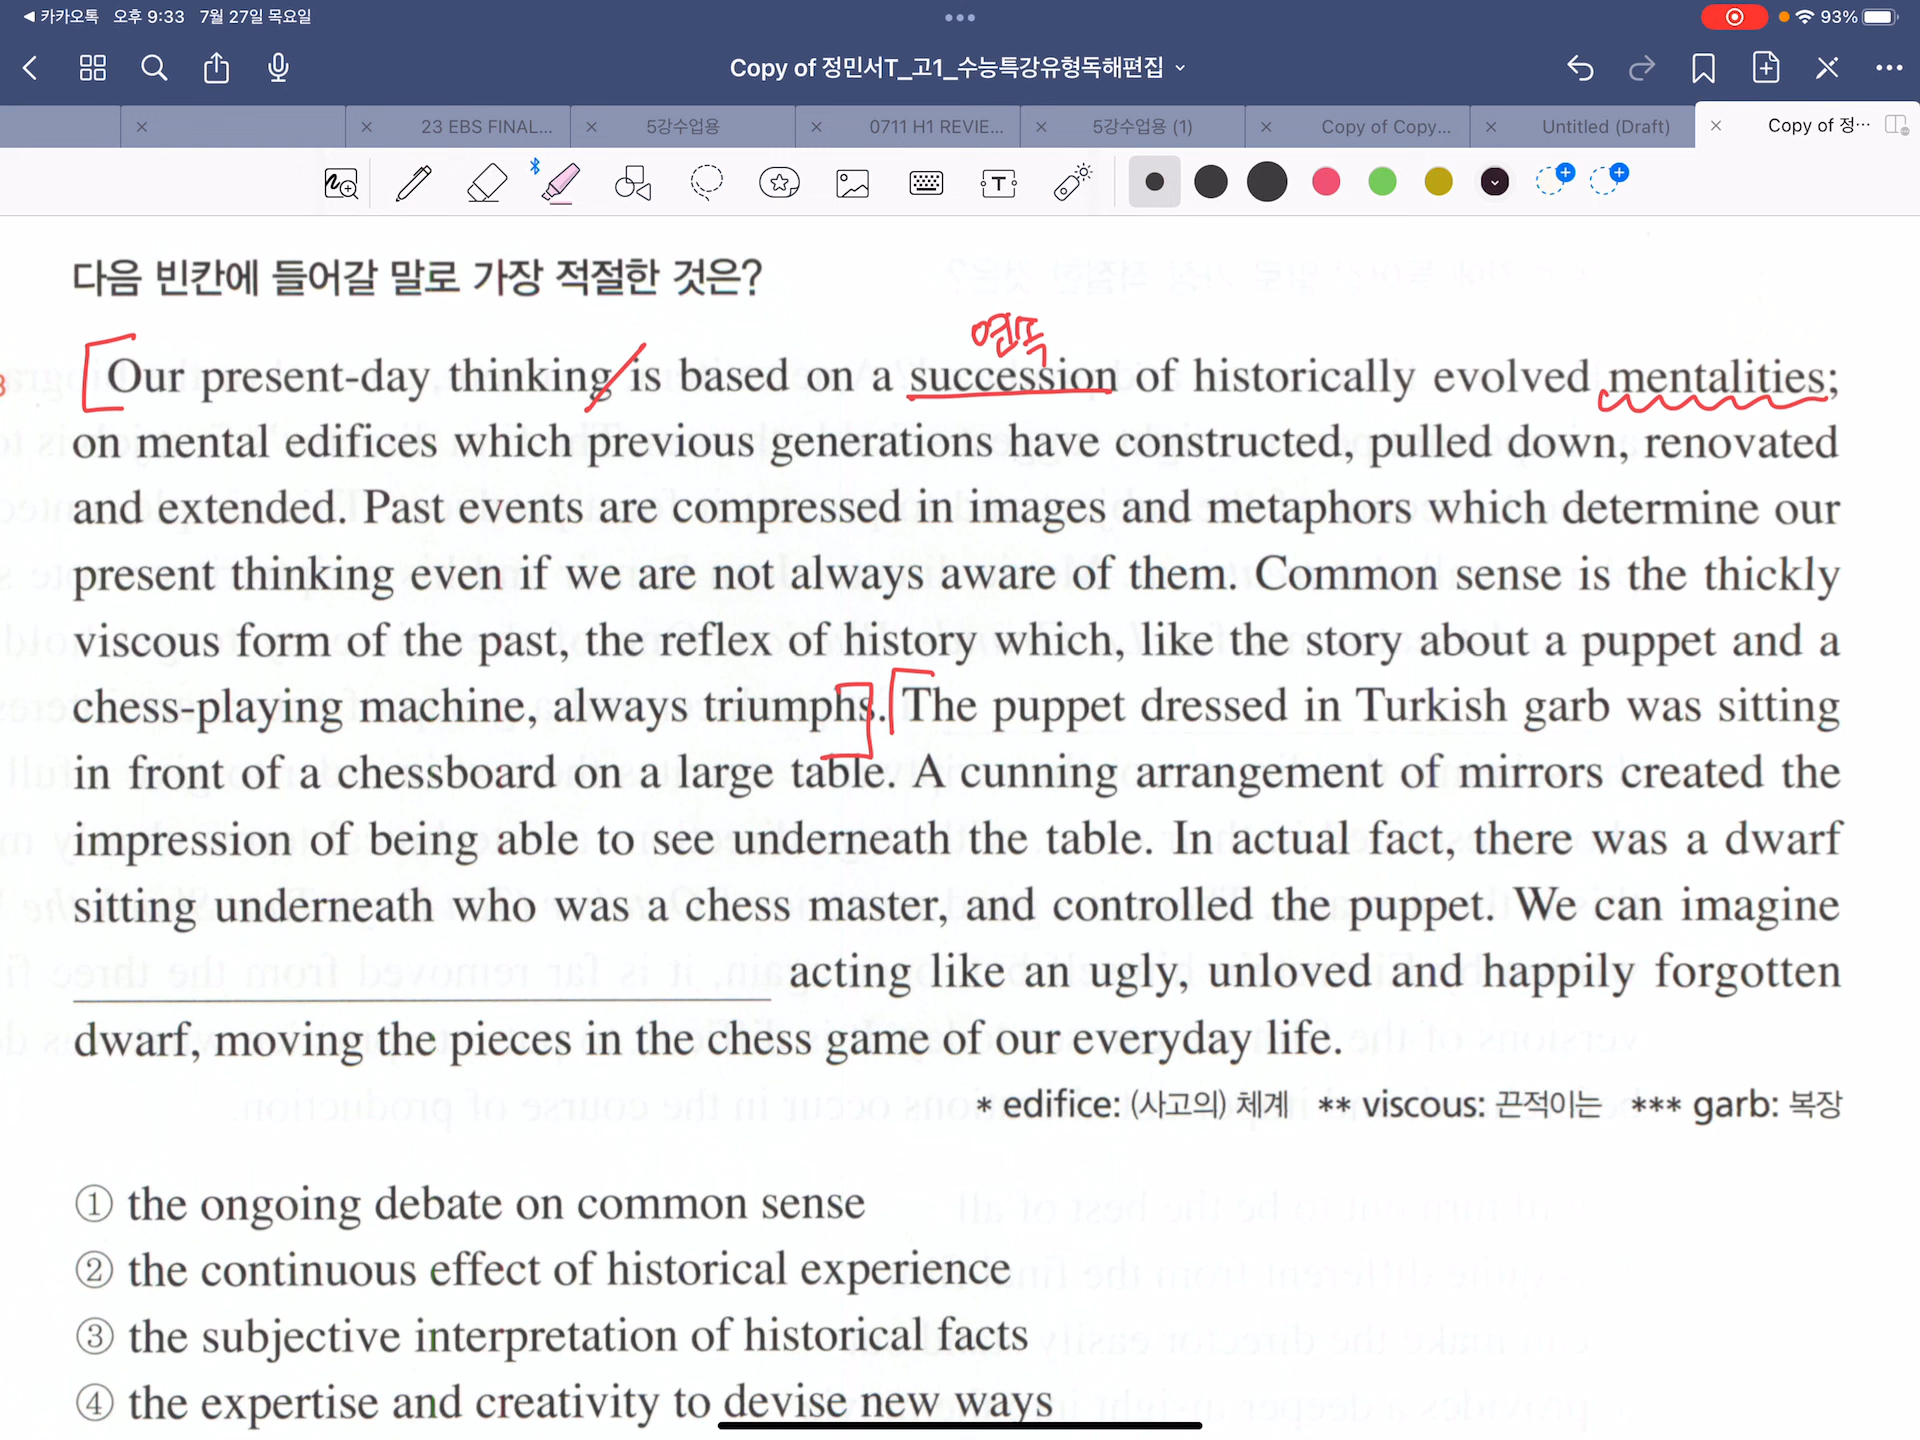 카카오톡 오후 9:33 7월 27일 목요일
93%
Copy of 정민서T_고1_수능특강유형독해편집
23 EBS FINAL... 5강수업용 0711 H1 REVIE... 5강수업용 (1) Copy of Copy... Untitled (Draft) Copy of 정...
다음 빈칸에 들어갈 말로 가장 적절한 것은?
연쪽
Our present-day thinking is based on a succession of historically evolved mentalities;
on mental edifices which previous generations have constructed, pulled down, renovated
and extended. Past events are compressed in images and metaphors which determine our
present thinking even if we are not always aware of them. Common sense is the thickly
viscous form of the past, the reflex of history which, like the story about a puppet and a
chess-playing machine, always triumphs. The puppet dressed in Turkish garb was sitting
in front of a chessboard on a large table. A cunning arrangement of mirrors created the
impression of being able to see underneath the table. In actual fact, there was a dwarf
sitting underneath who was a chess master, and controlled the puppet. We can imagine
acting like an ugly, unloved and happily forgotten
dwarf, moving the pieces in the chess game of our everyday life.
* edifice: (사고의) 체계 ** viscous: 끈적이는 *** garb: 복장
① the ongoing debate on common sense
② the continuous effect of historical experience
③ the subjective interpretation of historical facts
④ the expertise and creativity to devise new ways